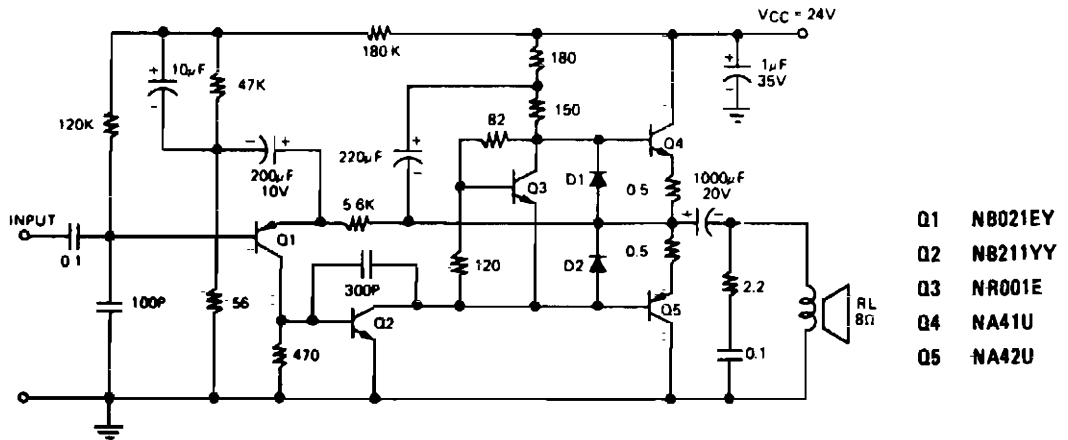 VCC = 24V
180 K
180
10µF
47K
1µF
35V
150
120K
82
Q4
200µF
10V
220µF
Q3
D1
0.5
1000µF
20V
INPUT
5 6K
Q1 NB021EY
Q1
0 1
120
D2
0.5
Q2 NB211YY
2.2
300P
100P
56
Q5
RL
8Ω
Q3 NR001E
Q2
Q4 NA41U
470
0.1
Q5 NA42U